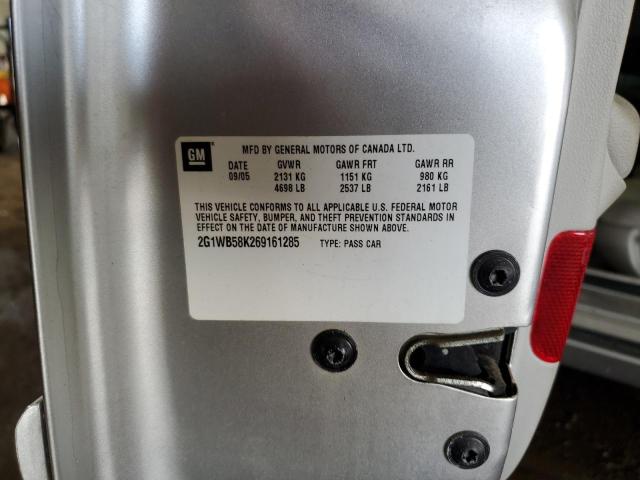 GM
MFD BY GENERAL MOTORS OF CANADA LTD.
DATE GVWR GAWR FRT GAWR RR
09/05 2131 KG 1151 KG 980 KG
4698 LB 2537 LB 2161 LB
THIS VEHICLE CONFORMS TO ALL APPLICABLE U.S. FEDERAL MOTOR
VEHICLE SAFETY, BUMPER, AND THEFT PREVENTION STANDARDS IN
EFFECT ON THE DATE OF MANUFACTURE SHOWN ABOVE.
2G1WB58K269161285 TYPE: PASS CAR